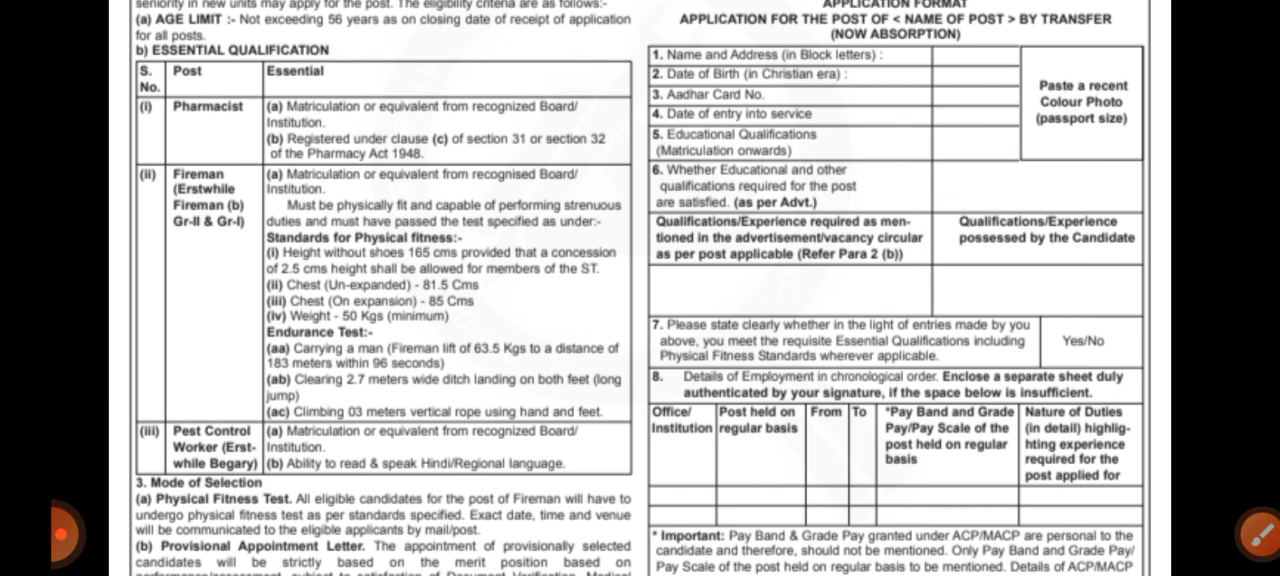 seniority in new units may apply for the post. The eligibility criteria are as follows:-
(a) AGE LIMIT :- Not exceeding 56 years as on closing date of receipt of application
for all posts.
b) ESSENTIAL QUALIFICATION
S. No.
Post
Essential
(i)
Pharmacist
(a) Matriculation or equivalent from recognized Board/
Institution.
(b) Registered under clause (c) of section 31 or section 32
of the Pharmacy Act 1948.
(ii)
Fireman
(Erstwhile
Fireman (b)
Gr-II & Gr-I)
(a) Matriculation or equivalent from recognised Board/
Institution.
Must be physically fit and capable of performing strenuous
duties and must have passed the test specified as under:-
Standards for Physical fitness:-
(i) Height without shoes 165 cms provided that a concession
of 2.5 cms height shall be allowed for members of the ST.
(ii) Chest (Un-expanded) - 81.5 Cms
(iii) Chest (On expansion) - 85 Cms
(iv) Weight - 50 Kgs (minimum)
Endurance Test:-
(aa) Carrying a man (Fireman lift of 63.5 Kgs to a distance of
183 meters within 96 seconds)
(ab) Clearing 2.7 meters wide ditch landing on both feet (long
jump)
(ac) Climbing 03 meters vertical rope using hand and feet.
(iii)
Pest Control
Worker (Erst-
while Begary)
(a) Matriculation or equivalent from recognized Board/
Institution.
(b) Ability to read & speak Hindi/Regional language.
3. Mode of Selection
(a) Physical Fitness Test. All eligible candidates for the post of Fireman will have to
undergo physical fitness test as per standards specified. Exact date, time and venue
will be communicated to the eligible applicants by mail/post.
(b) Provisional Appointment Letter. The appointment of provisionally selected
candidates will be strictly based on the merit position based on
performance/assessment, subject to satisfaction of Document Verification, Medical
APPLICATION FORMAT
APPLICATION FOR THE POST OF < NAME OF POST > BY TRANSFER
(NOW ABSORPTION)
1. Name and Address (in Block letters) :
2. Date of Birth (in Christian era) :
3. Aadhar Card No.
4. Date of entry into service
5. Educational Qualifications
(Matriculation onwards)
Paste a recent
Colour Photo
(passport size)
6. Whether Educational and other
qualifications required for the post
are satisfied. (as per Advt.)
Qualifications/Experience required as men-
tioned in the advertisement/vacancy circular
as per post applicable (Refer Para 2 (b))
Qualifications/Experience
possessed by the Candidate
7. Please state clearly whether in the light of entries made by you
above, you meet the requisite Essential Qualifications including
Physical Fitness Standards wherever applicable.
Yes/No
8. Details of Employment in chronological order. Enclose a separate sheet duly
authenticated by your signature, if the space below is insufficient.
Office/
Institution
Post held on
regular basis
From
To
*Pay Band and Grade
Pay/Pay Scale of the
post held on regular
basis
Nature of Duties
(in detail) highlig-
hting experience
required for the
post applied for
* Important: Pay Band & Grade Pay granted under ACP/MACP are personal to the
candidate and therefore, should not be mentioned. Only Pay Band and Grade Pay/
Pay Scale of the post held on regular basis to be mentioned. Details of ACP/MACP